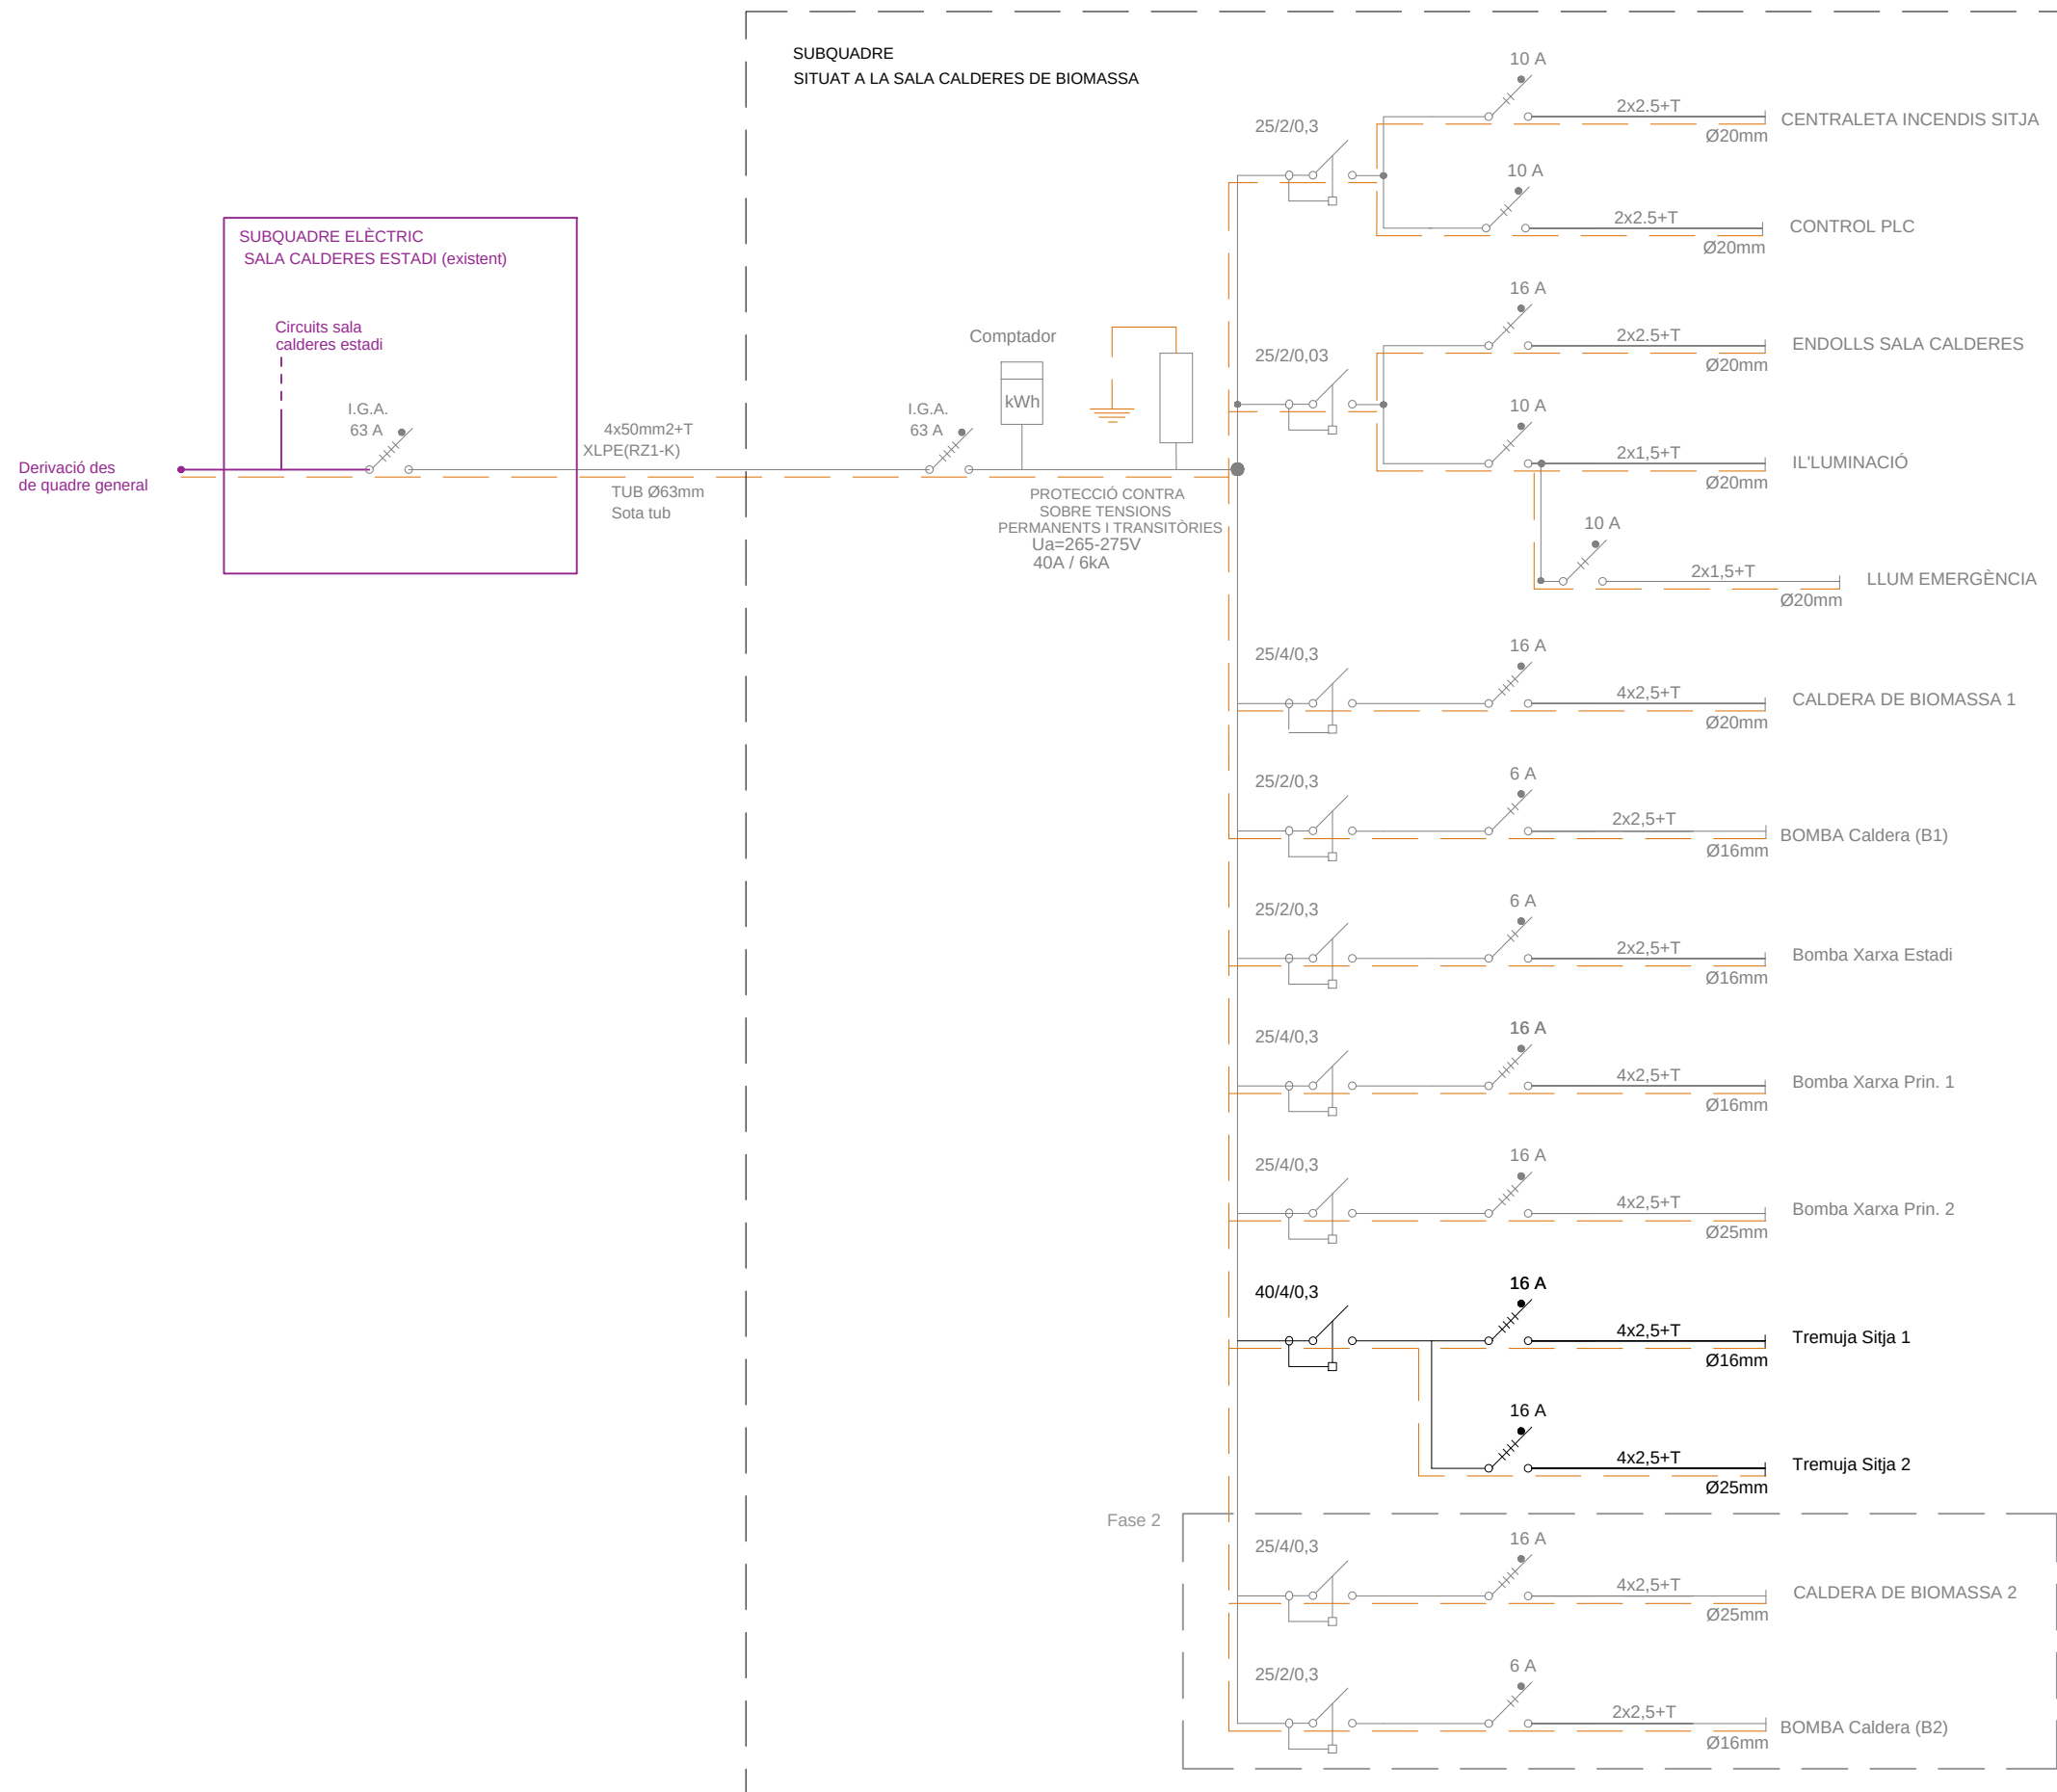 SUBQUADRE
SITUAT A LA SALA CALDERES DE BIOMASSA
SUBQUADRE ELÈCTRIC
SALA CALDERES ESTADI (existent)
Circuits sala
calderes estadi
I.G.A.
63 A
Derivació des
de quadre general
4x50mm2+T
XLPE(RZ1-K)
TUB Ø63mm
Sota tub
I.G.A.
63 A
Comptador
kWh
PROTECCIÓ CONTRA
SOBRE TENSIONS
PERMANENTS I TRANSITÒRIES
Ua=265-275V
40A / 6kA
25/2/0,3
10 A
2x2.5+T
Ø20mm
CENTRALETA INCENDIS SITJA
10 A
2x2.5+T
Ø20mm
CONTROL PLC
25/2/0,03
16 A
2x2.5+T
Ø20mm
ENDOLLS SALA CALDERES
10 A
2x1,5+T
Ø20mm
IL'LUMINACIÓ
10 A
2x1,5+T
Ø20mm
LLUM EMERGÈNCIA
25/4/0,3
16 A
4x2,5+T
Ø20mm
CALDERA DE BIOMASSA 1
25/2/0,3
6 A
2x2,5+T
Ø16mm
BOMBA Caldera (B1)
25/2/0,3
6 A
2x2,5+T
Ø16mm
Bomba Xarxa Estadi
25/4/0,3
16 A
4x2,5+T
Ø16mm
Bomba Xarxa Prin. 1
25/4/0,3
16 A
4x2,5+T
Ø25mm
Bomba Xarxa Prin. 2
40/4/0,3
16 A
4x2,5+T
Ø16mm
Tremuja Sitja 1
16 A
4x2,5+T
Ø25mm
Tremuja Sitja 2
Fase 2
25/4/0,3
16 A
4x2,5+T
Ø25mm
CALDERA DE BIOMASSA 2
25/2/0,3
6 A
2x2,5+T
Ø16mm
BOMBA Caldera (B2)